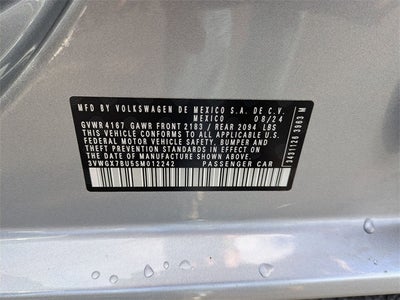 MFD BY VOLKSWAGEN DE MEXICO S.A. DE C.V.
MEXICO 08/24
GVWR 4167 GAWR FRONT 2183 / REAR 2094 LBS
THIS VEHICLE CONFORMS TO ALL APPLICABLE
FEDERAL MOTOR VEHICLE SAFETY, BUMPER AND
THEFT PREVENTION STANDARDS IN EFFECT ON THE
DATE OF MANUFACTURE SHOWN ABOVE
3VWGX7BU5SM012242 PASSENGER CAR
3431126 3963 M